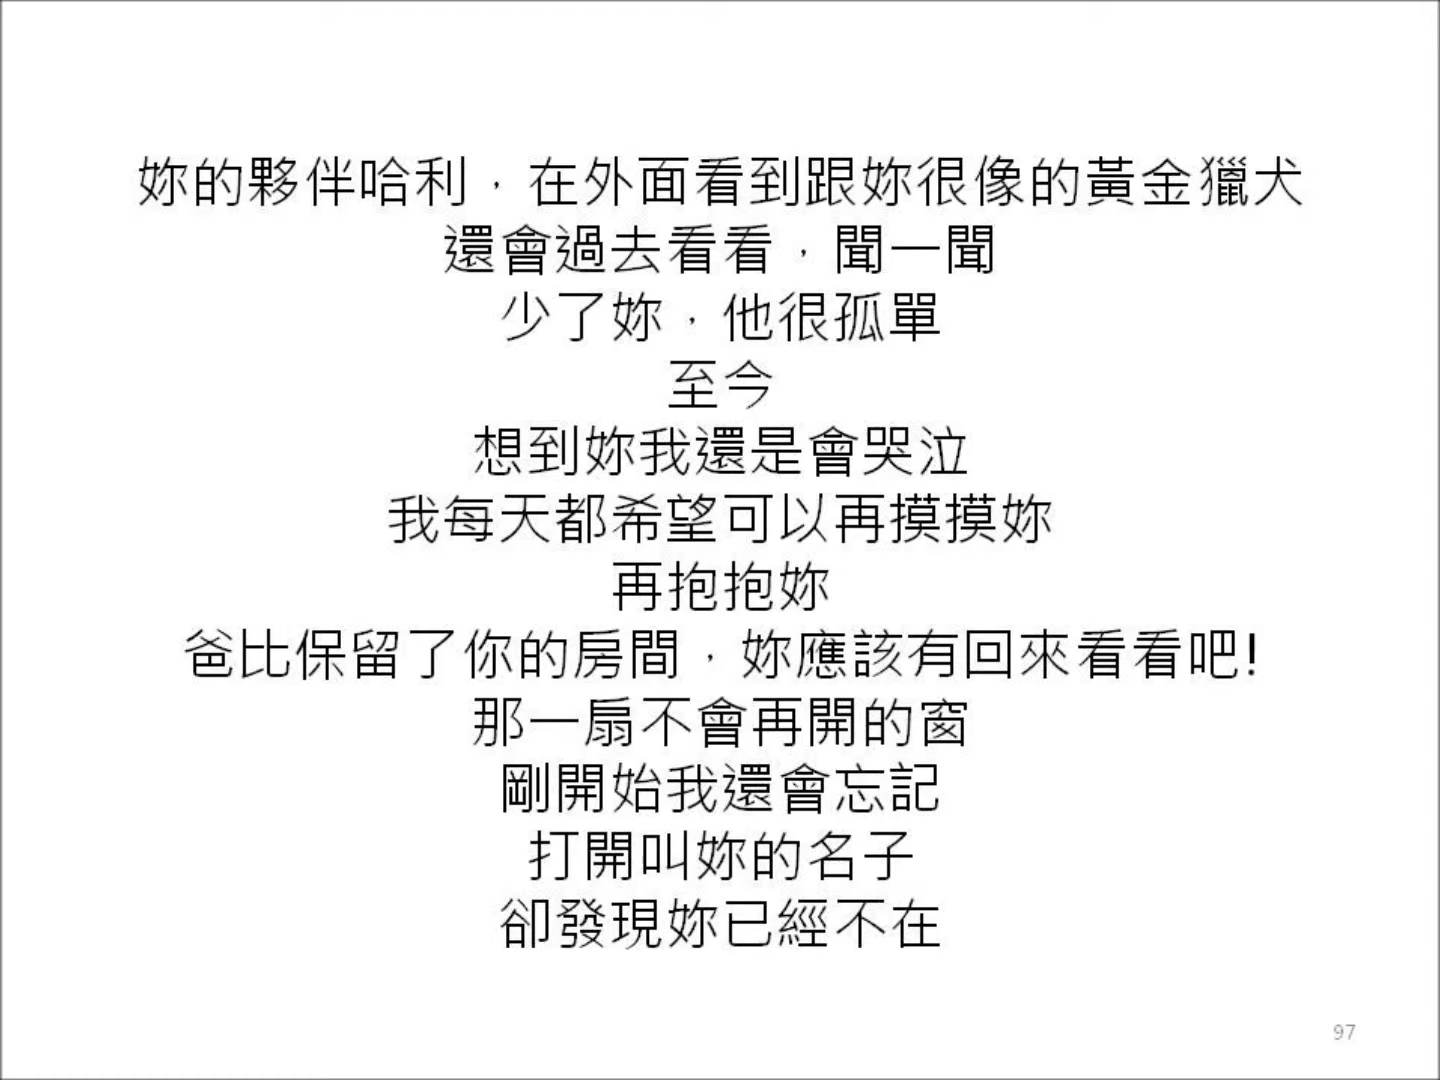 妳的夥伴哈利，在外面看到跟妳很像的黃金獵犬
還會過去看看，聞一聞
少了妳，他很孤單
至今
想到妳我還是會哭泣
我每天都希望可以再摸摸妳
再抱抱妳
爸比保留了你的房間，妳應該有回來看看吧!
那一扇不會再開的窗
剛開始我還會忘記
打開叫妳的名子
卻發現妳已經不在
97